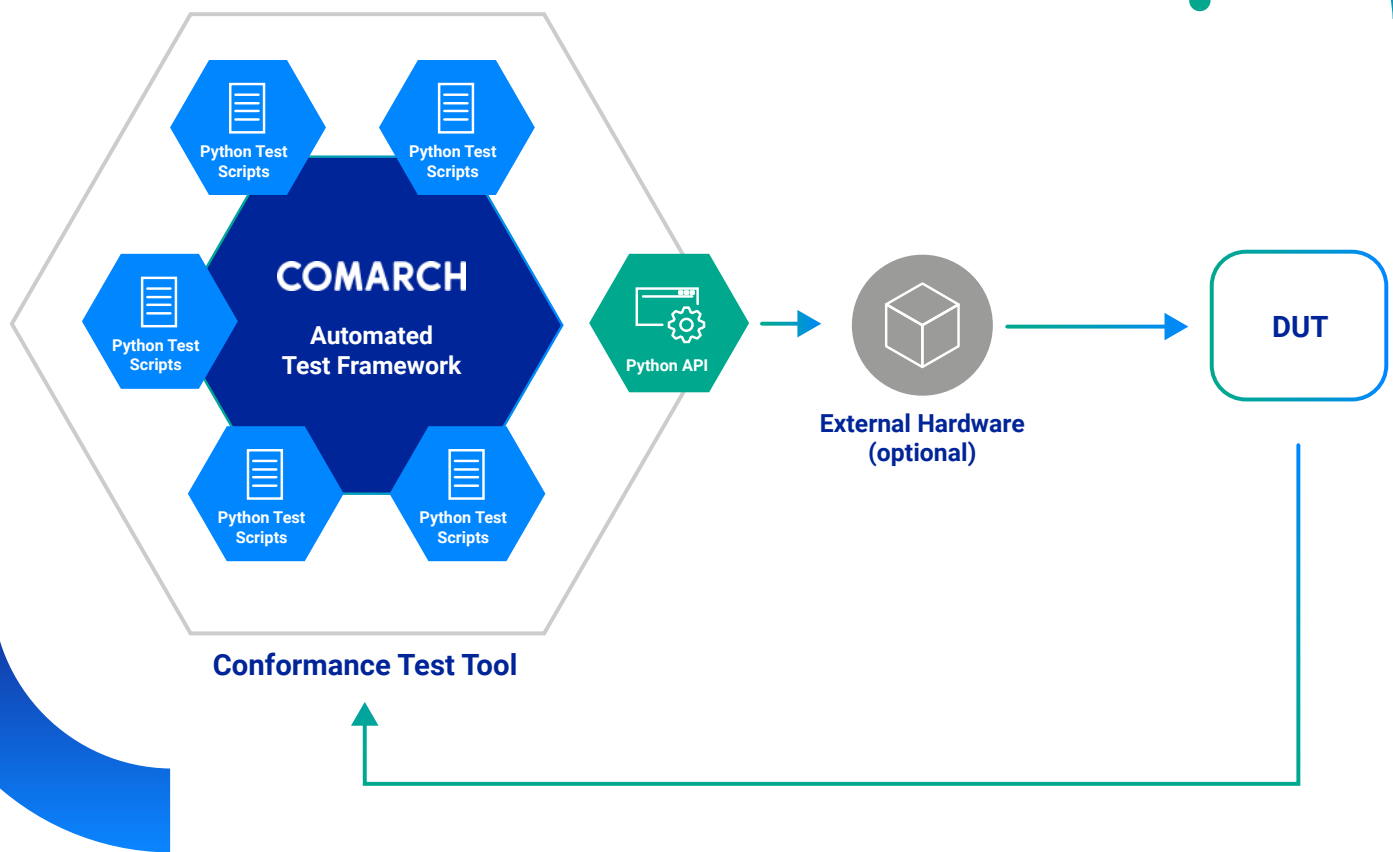 Python Test
Scripts
Python Test
Scripts
COMARCH
Automated
Test Framework
Python Test
Scripts
Python API
DUT
External Hardware
(optional)
Python Test
Scripts
Python Test
Scripts
Conformance Test Tool